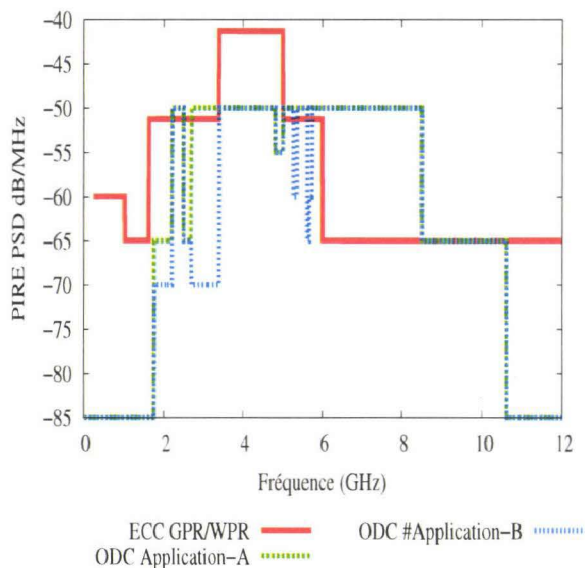 −40
−45
−50
−55
−60
−65
−70
−75
−80
−85
PIRE PSD dB/MHz
0 2 4 6 8 10 12
Fréquence (GHz)
ECC GPR/WPR
ODC #Application−B
ODC Application−A